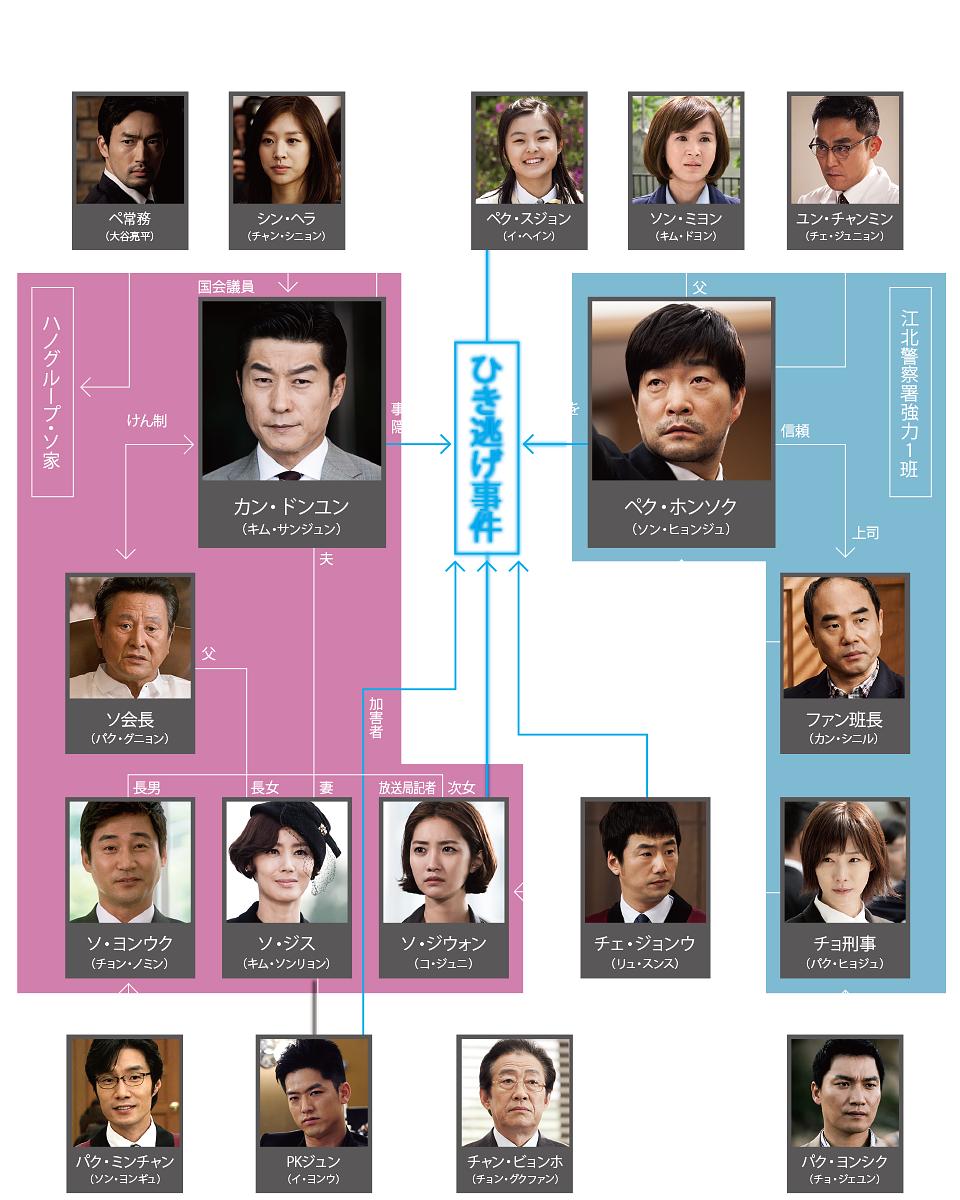 ペ常務
（大谷亮平）
シン・ヘラ
（チャン・シニョン）
ペク・スジョン
（イ・ヘイン）
ソン・ミヨン
（キム・ドヨン）
ユン・チャンミン
（チェ・ジュニョン）
国会議員
父
ハノグループ・ソ家
江北警察署強力1班
ひき逃げ事件
けん制
事
隠
を
信頼
カン・ドンユン
（キム・サンジュン）
ペク・ホンソク
（ソン・ヒョンジュ）
夫
上司
父
ソ会長
（パク・グニョン）
加害者
ファン班長
（カン・シニル）
長男
長女
妻
放送局記者
次女
ソ・ヨンウク
（チョン・ノミン）
ソ・ジス
（キム・ソンリョン）
ソ・ジウォン
（コ・ジュニ）
チェ・ジョンウ
（リュ・スンス）
チョ刑事
（パク・ヒョジュ）
パク・ミンチャン
（ソン・ヨンギュ）
PKジュン
（イ・ヨンウ）
チャン・ビョンホ
（チョン・グクファン）
パク・ヨンシク
（チョ・ジェユン）